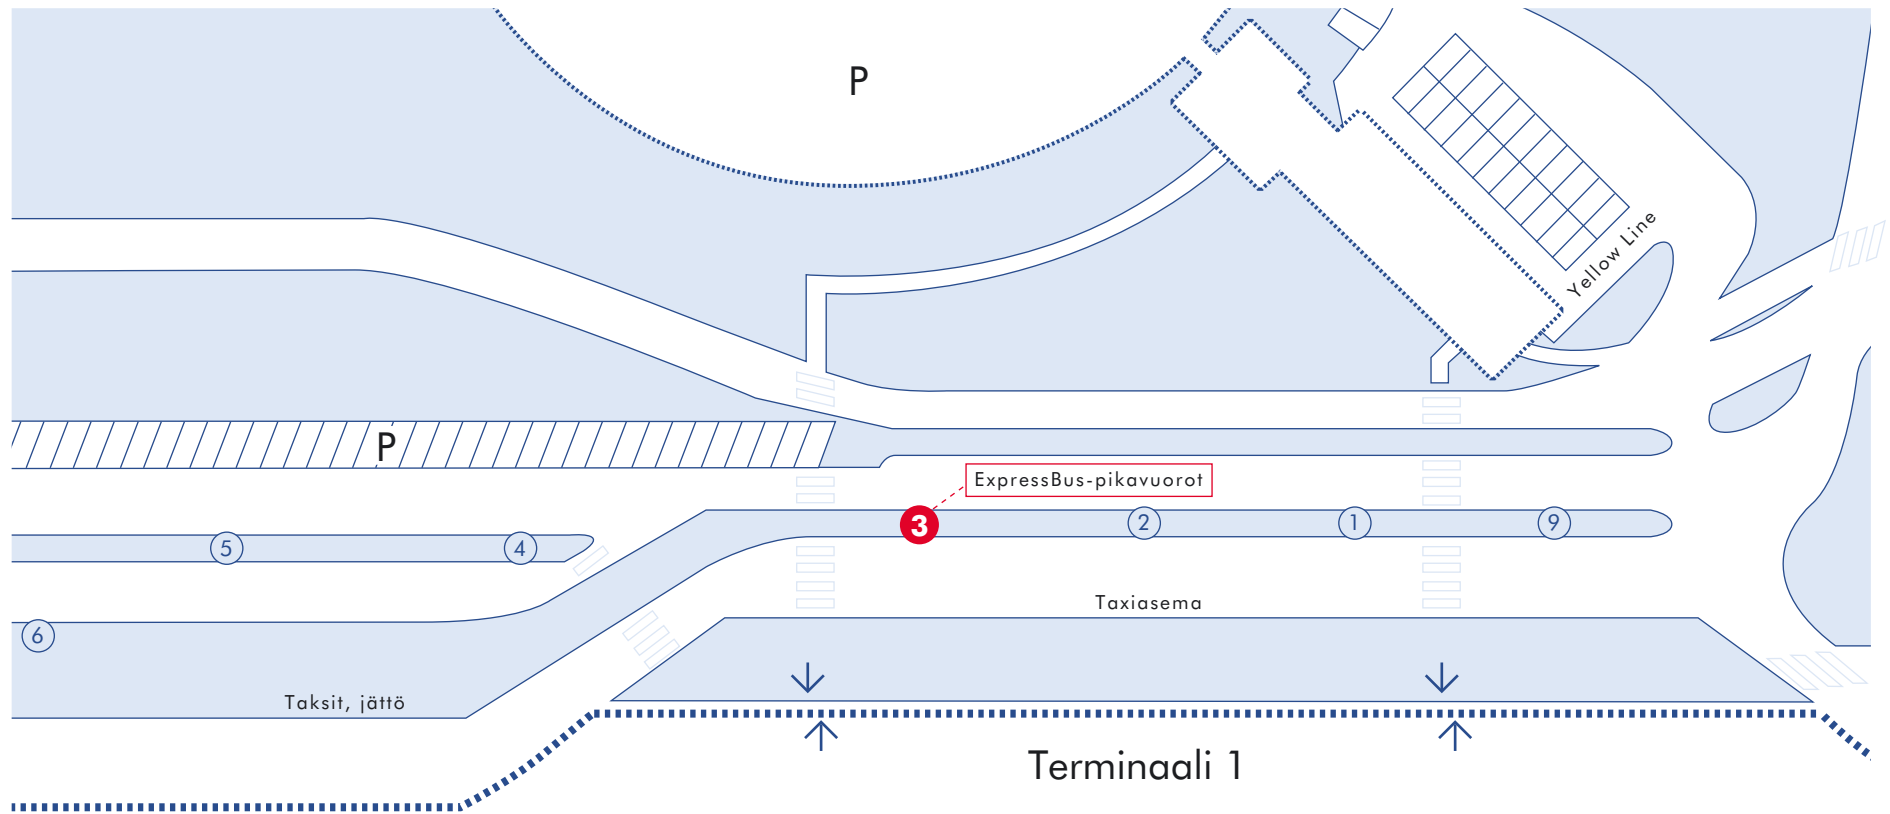 P
Yellow Line
P
ExpressBus-pikavuorot
3
2
1
9
5
4
Taxiasema
6
Taksit, jättö
Terminaali 1